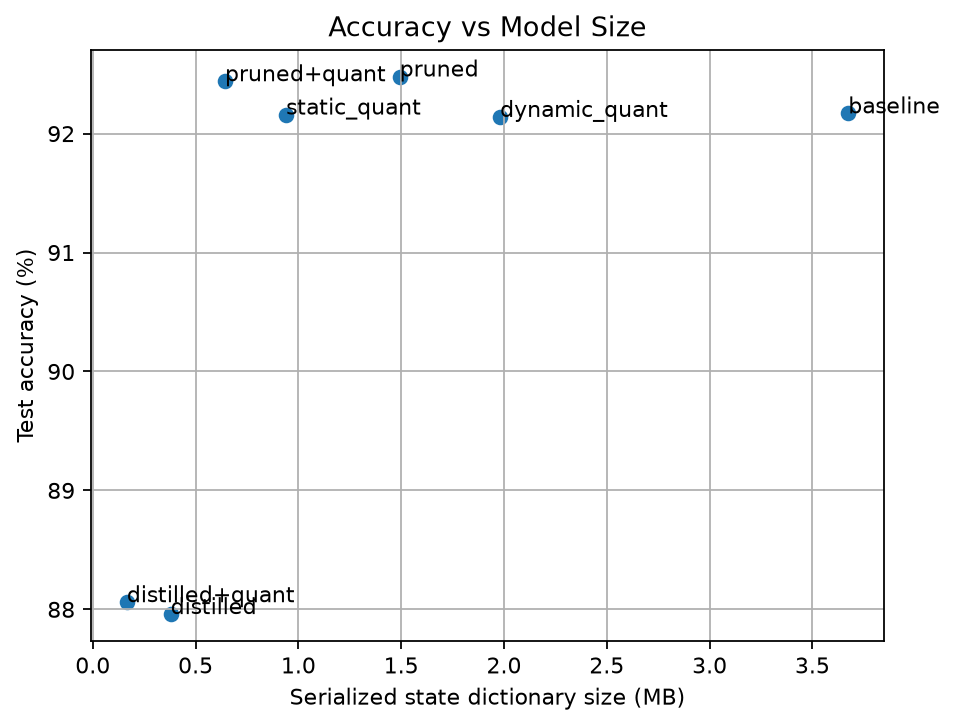 Accuracy vs Model Size
pruned+quant
pruned
static_quant
dynamic_quant
baseline
92
91
90
89
88
Test accuracy (%)
distilled+quant
distilled
0.0 0.5 1.0 1.5 2.0 2.5 3.0 3.5
Serialized state dictionary size (MB)